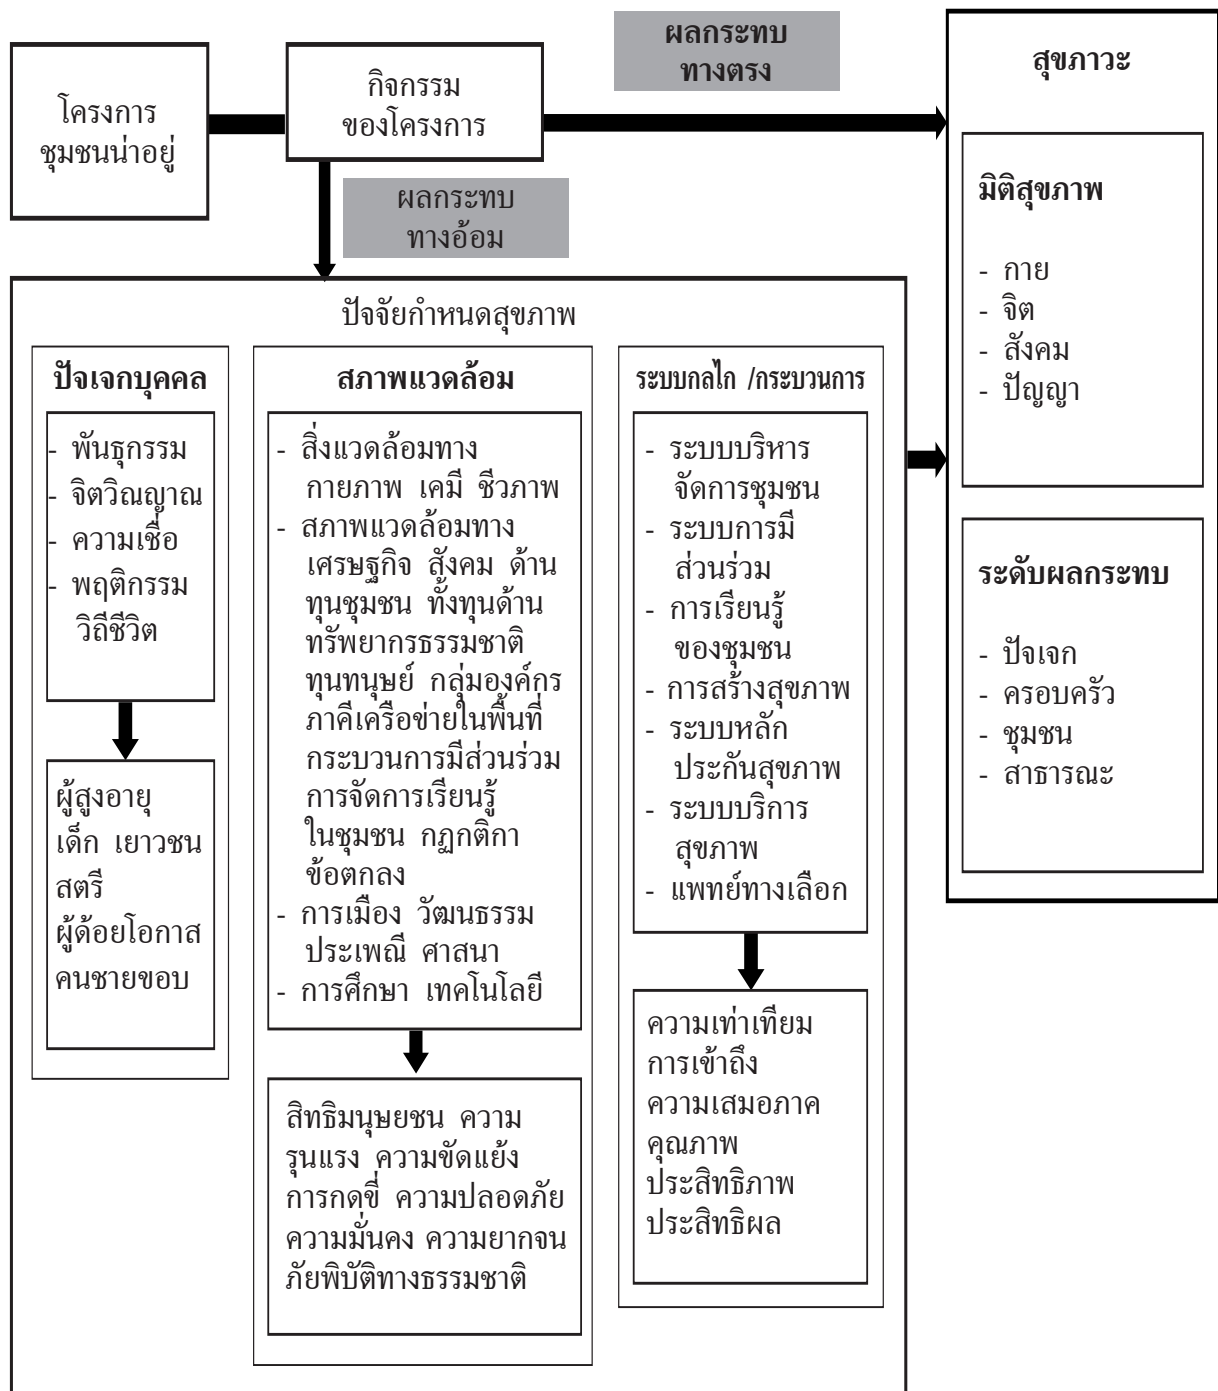 โครงการ
ชุมชนน่าอยู่
กิจกรรม
ของโครงการ
ผลกระทบ
ทางตรง
ผลกระทบ
ทางอ้อม
สุขภาวะ
มิติสุขภาพ
- กาย
- จิต
- สังคม
- ปัญญา
ระดับผลกระทบ
- ปัจเจก
- ครอบครัว
- ชุมชน
- สาธารณะ
ปัจจัยกำหนดสุขภาพ
ปัจเจกบุคคล
- พันธุกรรม
- จิตวิณญาณ
- ความเชื่อ
- พฤติกรรม
วิถีชีวิต
ผู้สูงอายุ
เด็ก เยาวชน
สตรี
ผู้ด้อยโอกาส
คนชายขอบ
สภาพแวดล้อม
- สิ่งแวดล้อมทาง
กายภาพ เคมี ชีวภาพ
- สภาพแวดล้อมทาง
เศรษฐกิจ สังคม ด้าน
ทุนชุมชน ทั้งทุนด้าน
ทรัพยากรธรรมชาติ
ทุนทนุษย์ กลุ่มองค์กร
ภาคีเครือข่ายในพื้นที่
กระบวนการมีส่วนร่วม
การจัดการเรียนรู้
ในชุมชน กฏกติกา
ข้อตกลง
- การเมือง วัฒนธรรม
ประเพณี ศาสนา
- การศึกษา เทคโนโลยี
สิทธิมนุษยชน ความ
รุนแรง ความขัดแย้ง
การกดขี่ ความปลอดภัย
ความมั่นคง ความยากจน
ภัยพิบัติทางธรรมชาติ
ระบบกลไก /กระบวนการ
- ระบบบริหาร
จัดการชุมชน
- ระบบการมี
ส่วนร่วม
- การเรียนรู้
ของชุมชน
- การสร้างสุขภาพ
- ระบบหลัก
ประกันสุขภาพ
- ระบบบริการ
สุขภาพ
- แพทย์ทางเลือก
ความเท่าเทียม
การเข้าถึง
ความเสมอภาค
คุณภาพ
ประสิทธิภาพ
ประสิทธิผล